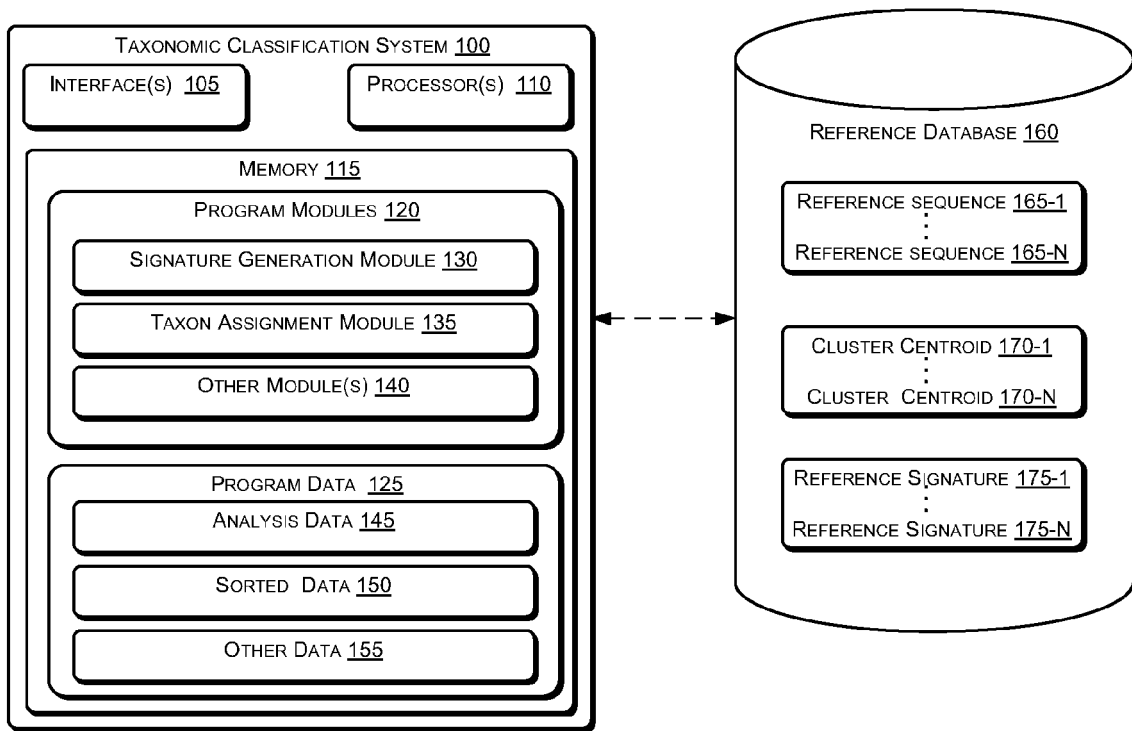 TAXONOMIC CLASSIFICATION SYSTEM 100
INTERFACE(S) 105
PROCESSOR(S) 110
MEMORY 115
PROGRAM MODULES 120
SIGNATURE GENERATION MODULE 130
TAXON ASSIGNMENT MODULE 135
OTHER MODULE(S) 140
PROGRAM DATA 125
ANALYSIS DATA 145
SORTED DATA 150
OTHER DATA 155
REFERENCE DATABASE 160
REFERENCE SEQUENCE 165-1
REFERENCE SEQUENCE 165-N
CLUSTER CENTROID 170-1
CLUSTER CENTROID 170-N
REFERENCE SIGNATURE 175-1
REFERENCE SIGNATURE 175-N